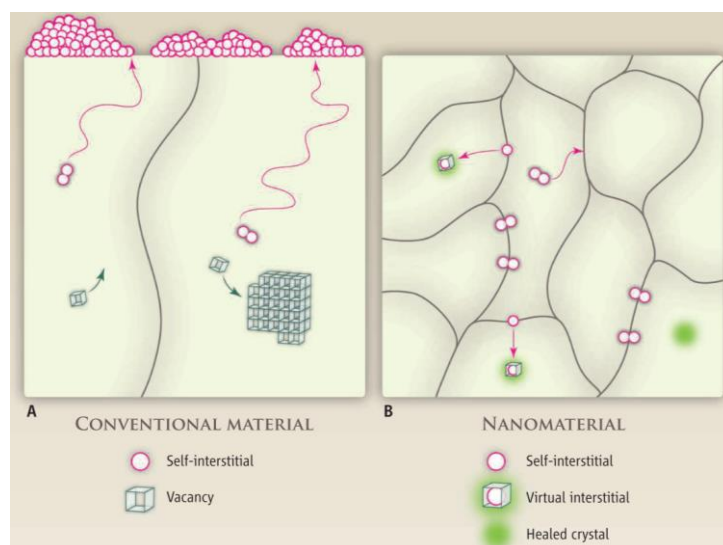 A
CONVENTIONAL MATERIAL
Self-interstitial
Vacancy
B
NANOMATERIAL
Self-interstitial
Virtual interstitial
Healed crystal